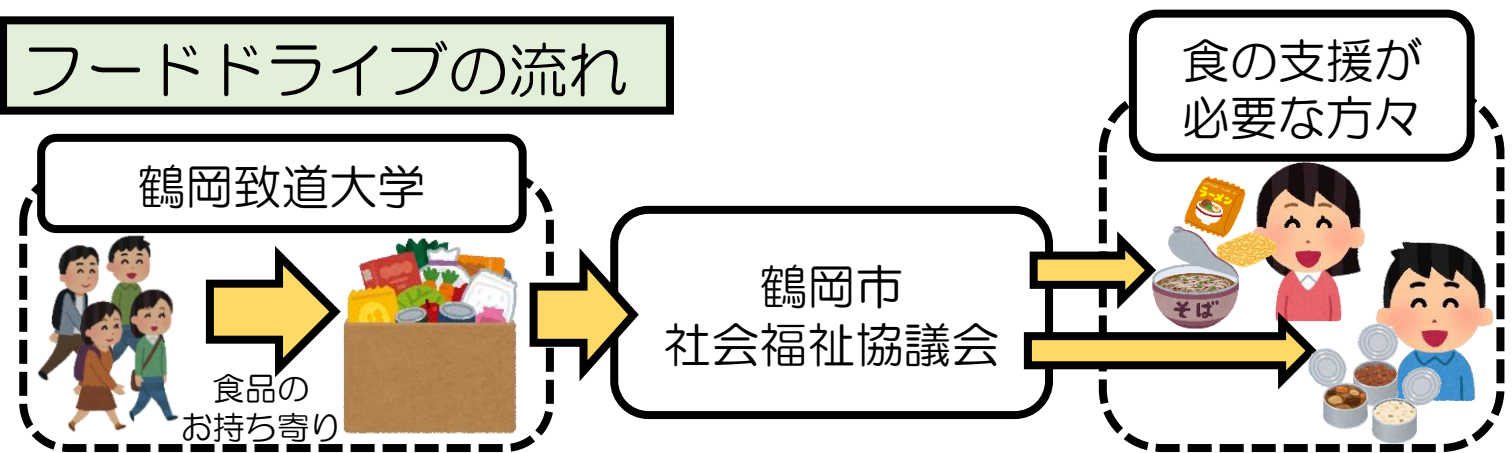 フードドライブの流れ
鶴岡致道大学
食品の
お持ち寄り
鶴岡市
社会福祉協議会
食の支援が
必要な方々
ラーメン
そば